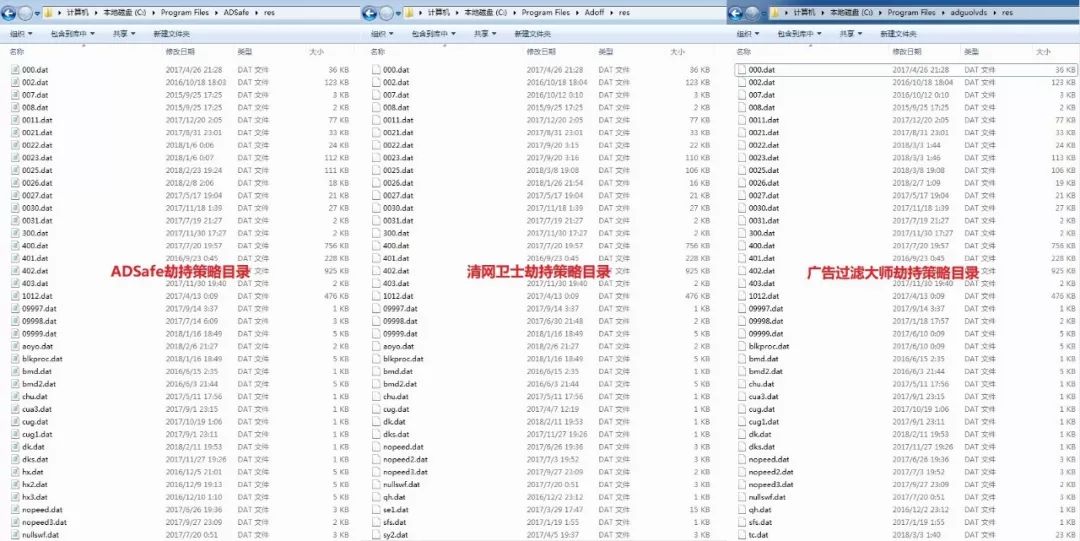 计算机 ▸ 本地磁盘 (C:) ▸ Program Files ▸ ADSafe ▸ res
组织 包含到库中 共享 新建文件夹
名称 修改日期 类型 大小
000.dat 2017/4/26 21:28 DAT 文件 36 KB
002.dat 2016/10/18 18:03 DAT 文件 123 KB
007.dat 2015/9/25 17:25 DAT 文件 3 KB
008.dat 2015/9/25 17:25 DAT 文件 2 KB
0011.dat 2017/12/20 2:05 DAT 文件 77 KB
0021.dat 2017/8/31 23:01 DAT 文件 33 KB
0022.dat 2018/1/6 0:06 DAT 文件 24 KB
0023.dat 2018/1/6 0:07 DAT 文件 112 KB
0025.dat 2018/2/23 19:24 DAT 文件 111 KB
0026.dat 2018/2/8 2:06 DAT 文件 18 KB
0027.dat 2017/5/17 19:04 DAT 文件 21 KB
0030.dat 2017/11/18 1:39 DAT 文件 27 KB
0031.dat 2017/7/19 21:27 DAT 文件 2 KB
300.dat 2017/11/30 17:27 DAT 文件 2 KB
400.dat 2017/7/20 19:57 DAT 文件 756 KB
401.dat 2016/9/23 0:45 DAT 文件 228 KB
402.dat DAT 文件 925 KB
ADSafe劫持策略目录
403.dat 2017/11/30 19:40 DAT 文件 2 KB
1012.dat 2017/4/13 0:09 DAT 文件 476 KB
09997.dat 2017/9/14 3:37 DAT 文件 1 KB
09998.dat 2017/7/14 6:09 DAT 文件 3 KB
09999.dat 2018/1/16 18:49 DAT 文件 5 KB
aoyo.dat 2018/2/6 21:27 DAT 文件 2 KB
blkproc.dat 2018/1/16 18:49 DAT 文件 5 KB
bmd.dat 2016/6/15 2:35 DAT 文件 1 KB
bmd2.dat 2016/6/3 21:44 DAT 文件 5 KB
chu.dat 2017/5/11 17:56 DAT 文件 1 KB
cua3.dat 2017/9/1 23:15 DAT 文件 1 KB
cug.dat 2017/10/19 1:06 DAT 文件 1 KB
cug1.dat 2017/9/1 23:11 DAT 文件 1 KB
dk.dat 2018/2/11 19:53 DAT 文件 1 KB
dks.dat 2017/11/27 19:26 DAT 文件 1 KB
hx.dat 2016/12/5 21:01 DAT 文件 5 KB
hx2.dat 2016/12/9 19:13 DAT 文件 5 KB
hx3.dat 2016/12/10 1:10 DAT 文件 5 KB
nopeed.dat 2017/6/26 19:36 DAT 文件 3 KB
nopeed3.dat 2017/9/27 23:09 DAT 文件 2 KB
nullswf.dat 2017/7/20 0:51 DAT 文件 3 KB
计算机 ▸ 本地磁盘 (C:) ▸ Program Files ▸ Adoff ▸ res
组织 包含到库中 共享 新建文件夹
名称 修改日期 类型 大小
000.dat 2017/4/26 21:28 DAT 文件 36 KB
002.dat 2016/10/18 18:04 DAT 文件 123 KB
007.dat 2016/10/12 0:10 DAT 文件 3 KB
008.dat 2015/9/25 17:25 DAT 文件 2 KB
0011.dat 2017/12/20 2:05 DAT 文件 77 KB
0021.dat 2017/8/31 23:01 DAT 文件 33 KB
0022.dat 2017/9/20 3:15 DAT 文件 22 KB
0023.dat 2017/9/20 3:16 DAT 文件 110 KB
0025.dat 2018/3/8 19:08 DAT 文件 106 KB
0026.dat 2018/1/26 21:54 DAT 文件 16 KB
0027.dat 2017/5/17 19:04 DAT 文件 21 KB
0030.dat 2017/11/18 1:39 DAT 文件 27 KB
0031.dat 2017/7/19 21:27 DAT 文件 2 KB
300.dat 2017/11/30 17:27 DAT 文件 2 KB
400.dat 2017/7/20 19:57 DAT 文件 756 KB
401.dat 2016/9/23 0:45 DAT 文件 228 KB
402.dat DAT 文件 925 KB
清网卫士劫持策略目录
403.dat 2017/11/30 19:40 DAT 文件 2 KB
1012.dat 2017/4/13 0:09 DAT 文件 476 KB
09997.dat 2017/9/14 3:37 DAT 文件 1 KB
09998.dat 2017/6/30 21:48 DAT 文件 2 KB
09999.dat 2018/1/16 18:49 DAT 文件 5 KB
aoyo.dat 2018/2/6 21:27 DAT 文件 2 KB
blkproc.dat 2018/1/16 18:49 DAT 文件 5 KB
bmd.dat 2016/6/15 2:35 DAT 文件 1 KB
bmd2.dat 2016/6/3 21:44 DAT 文件 5 KB
chu.dat 2017/5/11 17:56 DAT 文件 1 KB
cug.dat 2017/4/7 12:19 DAT 文件 1 KB
dk.dat 2018/2/11 19:53 DAT 文件 1 KB
dks.dat 2017/11/27 19:26 DAT 文件 1 KB
nopeed.dat 2017/6/26 19:36 DAT 文件 3 KB
nopeed2.dat 2017/7/3 19:52 DAT 文件 3 KB
nopeed3.dat 2017/9/27 23:09 DAT 文件 2 KB
nullswf.dat 2017/7/20 0:51 DAT 文件 3 KB
qh.dat 2016/12/2 23:12 DAT 文件 1 KB
se1.dat 2017/3/29 17:47 DAT 文件 15 KB
sfs.dat 2017/1/19 1:55 DAT 文件 1 KB
sy2.dat 2017/4/5 19:37 DAT 文件 1 KB
计算机 ▸ 本地磁盘 (C:) ▸ Program Files ▸ adguolvds ▸ res
组织 包含到库中 共享 新建文件夹
名称 修改日期 类型 大小
000.dat 2017/4/26 21:28 DAT 文件 36 KB
002.dat 2016/10/18 18:04 DAT 文件 123 KB
007.dat 2016/10/12 0:10 DAT 文件 3 KB
008.dat 2015/9/25 17:25 DAT 文件 2 KB
0011.dat 2017/12/20 2:05 DAT 文件 77 KB
0021.dat 2017/8/31 23:01 DAT 文件 33 KB
0022.dat 2018/3/3 1:44 DAT 文件 24 KB
0023.dat 2018/3/3 1:46 DAT 文件 113 KB
0025.dat 2018/3/8 19:08 DAT 文件 106 KB
0026.dat 2018/2/7 1:09 DAT 文件 19 KB
0027.dat 2017/5/17 19:04 DAT 文件 21 KB
0030.dat 2017/11/18 1:39 DAT 文件 27 KB
0031.dat 2017/7/19 21:27 DAT 文件 2 KB
300.dat 2017/11/30 17:27 DAT 文件 2 KB
400.dat 2017/7/20 19:57 DAT 文件 756 KB
401.dat 2016/9/23 0:45 DAT 文件 228 KB
402.dat DAT 文件 925 KB
广告过滤大师劫持策略目录
403.dat 2017/11/30 19:40 DAT 文件 2 KB
1012.dat 2017/4/13 0:09 DAT 文件 476 KB
09997.dat 2017/9/14 3:37 DAT 文件 1 KB
09998.dat 2018/1/18 17:57 DAT 文件 2 KB
09999.dat 2018/1/6 0:09 DAT 文件 5 KB
blkproc.dat 2018/1/6 0:10 DAT 文件 5 KB
bmd.dat 2016/6/15 2:35 DAT 文件 1 KB
bmd2.dat 2016/6/3 21:44 DAT 文件 5 KB
chu.dat 2017/5/11 17:56 DAT 文件 1 KB
cua3.dat 2017/9/1 23:15 DAT 文件 1 KB
cug.dat 2017/10/19 1:06 DAT 文件 1 KB
cug1.dat 2017/9/1 23:11 DAT 文件 1 KB
dk.dat 2018/2/11 19:53 DAT 文件 1 KB
dks.dat 2017/11/27 19:26 DAT 文件 1 KB
nopeed.dat 2017/6/26 19:36 DAT 文件 3 KB
nopeed2.dat 2017/7/3 19:52 DAT 文件 3 KB
nopeed3.dat 2017/9/27 23:09 DAT 文件 2 KB
nullswf.dat 2017/7/20 0:51 DAT 文件 3 KB
qh.dat 2016/12/2 23:12 DAT 文件 1 KB
sfs.dat 2017/1/19 1:55 DAT 文件 1 KB
tc.dat 2018/3/3 1:40 DAT 文件 23 KB